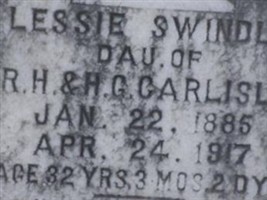 LESSIE SWINDL
DAU. OF
R.H. & H.G. CARLISL
JAN. 22, 1885
APR. 24. 1917
AGE 32 YRS, 3 MOS. 2 DY